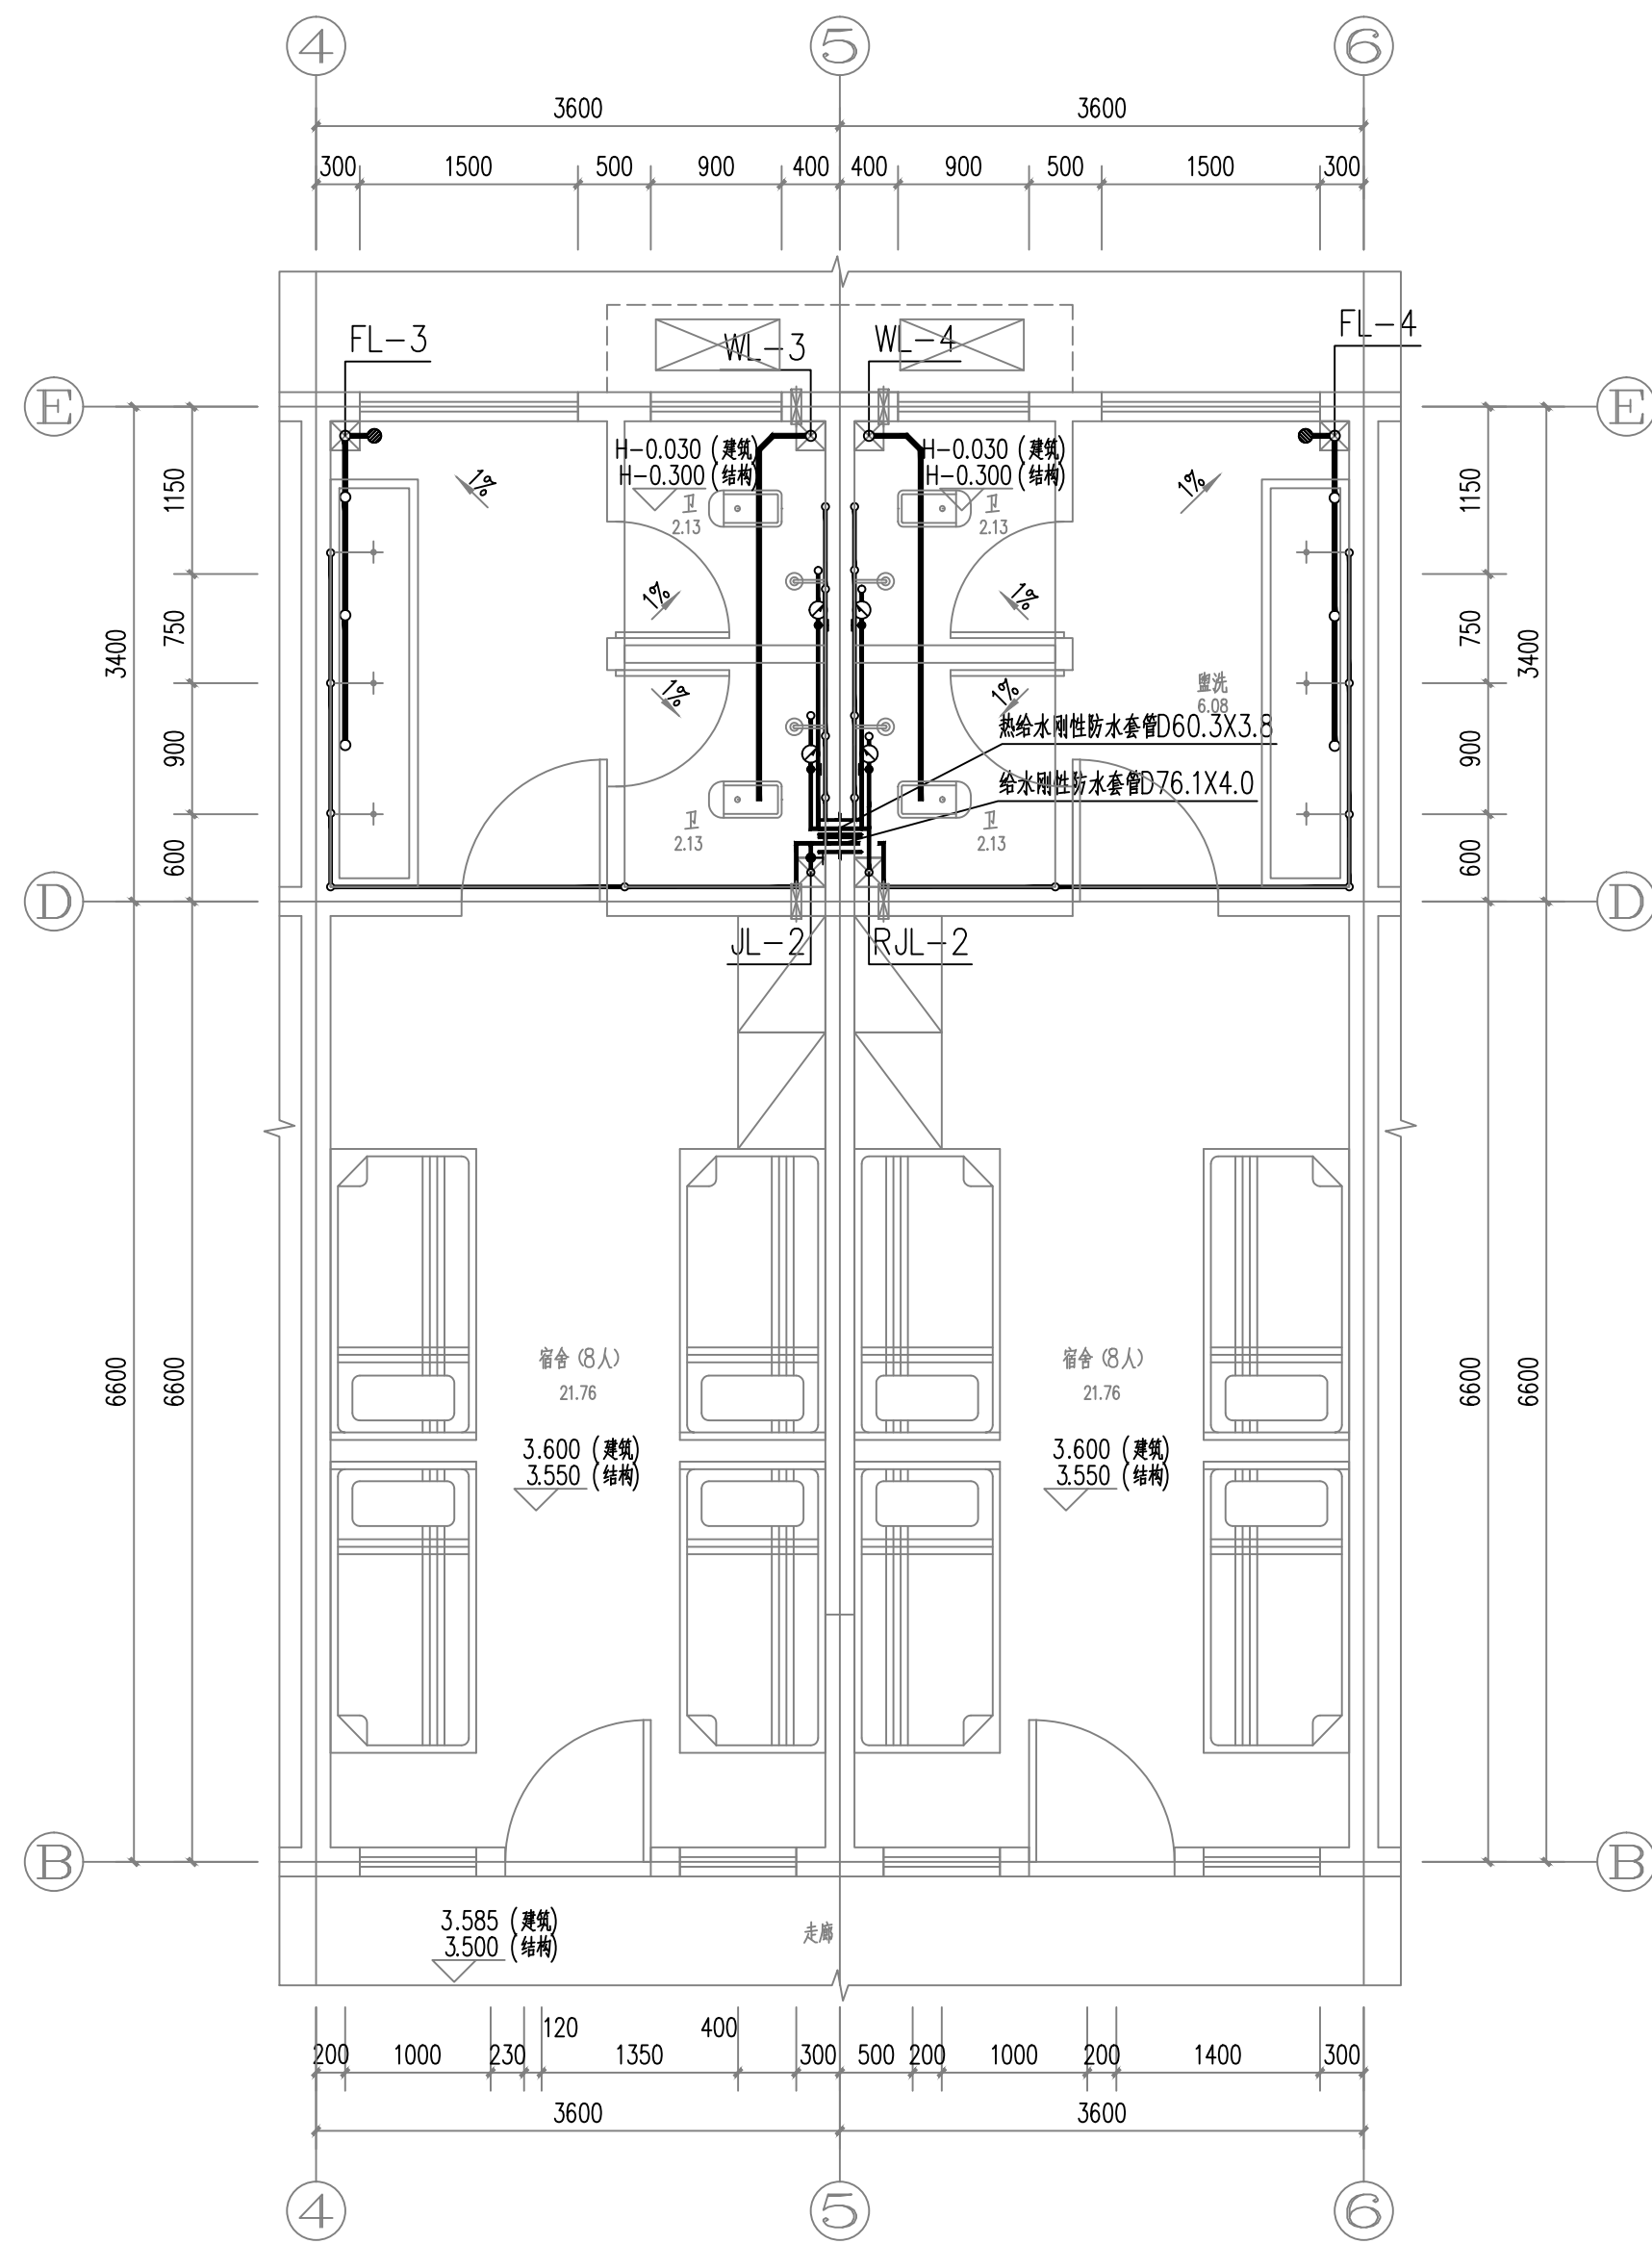 4 5 6
3600 3600
300 1500 500 900 400 400 900 500 1500 300
FL-3 WL-3 WL-4 FL-4
E E
H-0.030 (建筑) H-0.030 (建筑)
H-0.300 (结构) H-0.300 (结构)
1% 1%
卫 卫
2.13 2.13
1150 1150
1% 1%
750 3400 750 3400
1% 1%
盥洗
6.08
热给水刚性防水套管D60.3X3.8
900 900
给水刚性防水套管D76.1X4.0
卫 卫
2.13 2.13
600 600
D D
JL-2 RJL-2
宿舍 (8人) 宿舍 (8人)
21.76 21.76
6600 6600 6600 6600
3.600 (建筑) 3.600 (建筑)
3.550 (结构) 3.550 (结构)
B B
3.585 (建筑)
3.500 (结构)
走廊
120 400
200 1000 230 1350 300 500 200 1000 200 1400 300
3600 3600
4 5 6